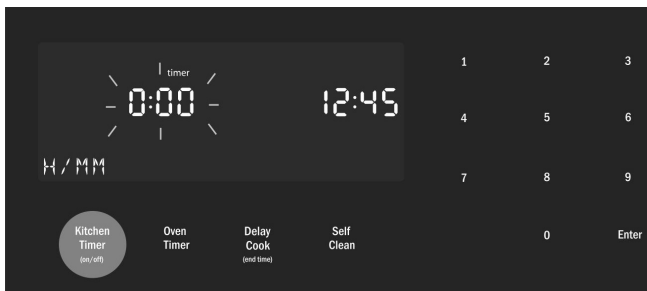 timer
0:00
12:45
H/MM
1 2 3
4 5 6
7 8 9
0 Enter
Kitchen
Timer
(on/off)
Oven
Timer
Delay
Cook
(end time)
Self
Clean